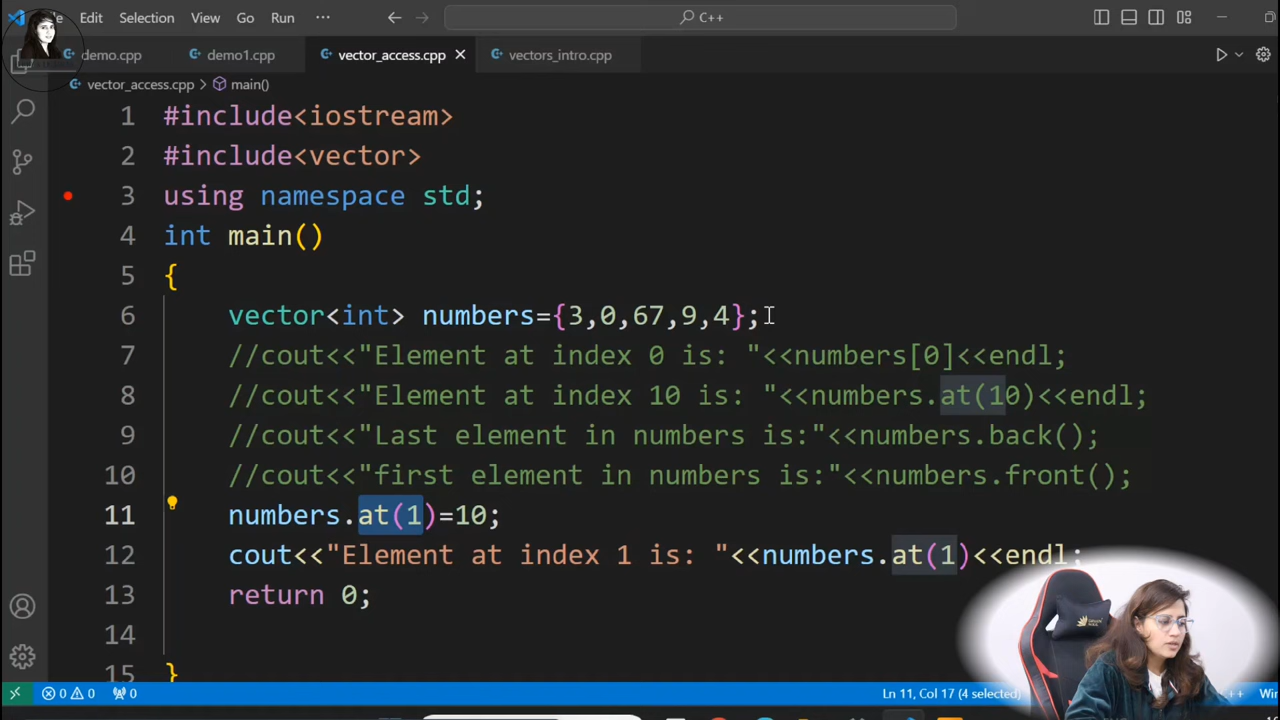 Edit Selection View Go Run ··· C++
demo.cpp demo1.cpp vector_access.cpp vectors_intro.cpp
vector_access.cpp > main()
1 #include<iostream>
2 #include<vector>
3 using namespace std;
4 int main()
5 {
6 vector<int> numbers={3,0,67,9,4};
7 //cout<<"Element at index 0 is: "<<numbers[0]<<endl;
8 //cout<<"Element at index 10 is: "<<numbers.at(10)<<endl;
9 //cout<<"Last element in numbers is:"<<numbers.back();
10 //cout<<"first element in numbers is:"<<numbers.front();
11 numbers.at(1)=10;
12 cout<<"Element at index 1 is: "<<numbers.at(1)<<endl;
13 return 0;
14
15 }
0 0 0 Ln 11, Col 17 (4 selected)